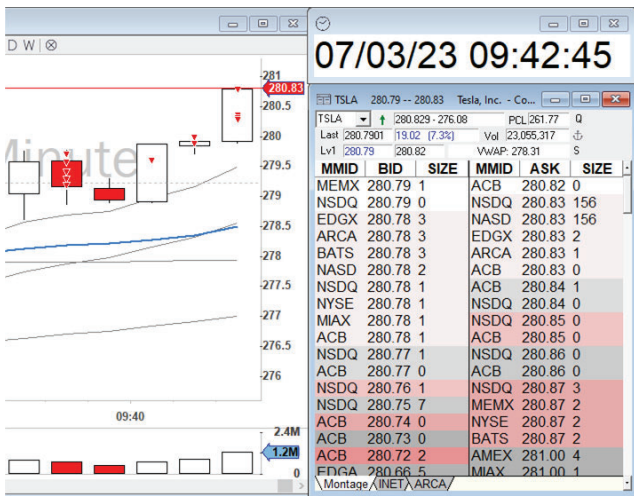 D W
Minute
281
280.83
280.5
280
279.5
279
278.5
278
277.5
277
276.5
276
09:40
2.4M
1.2M
0
07/03/23 09:42:45
TSLA 280.79 -- 280.83 Tesla, Inc. - Co...
TSLA 280.829 - 276.08 PCL 261.77 Q
Last 280.7901 19.02 (7.3%) Vol 23,055,317
Lv1 280.79 280.82 VWAP: 278.31 S
MMID BID SIZE MMID ASK SIZE
MEMX 280.79 1 ACB 280.82 0
NSDQ 280.79 0 NSDQ 280.83 156
EDGX 280.78 3 NASD 280.83 156
ARCA 280.78 3 EDGX 280.83 2
BATS 280.78 3 ARCA 280.83 1
NASD 280.78 2 ACB 280.83 0
NSDQ 280.78 1 ACB 280.84 1
NYSE 280.78 1 NSDQ 280.84 0
MIAX 280.78 1 NSDQ 280.85 0
ACB 280.78 1 ACB 280.85 0
NSDQ 280.77 1 NSDQ 280.86 0
ACB 280.77 0 ACB 280.86 0
NSDQ 280.76 1 NSDQ 280.87 3
NSDQ 280.75 7 MEMX 280.87 2
ACB 280.74 0 NYSE 280.87 2
ACB 280.73 0 BATS 280.87 2
ACB 280.72 2 AMEX 281.00 4
EDGA 280.66 5 MIAX 281.00 1
Montage INET ARCA